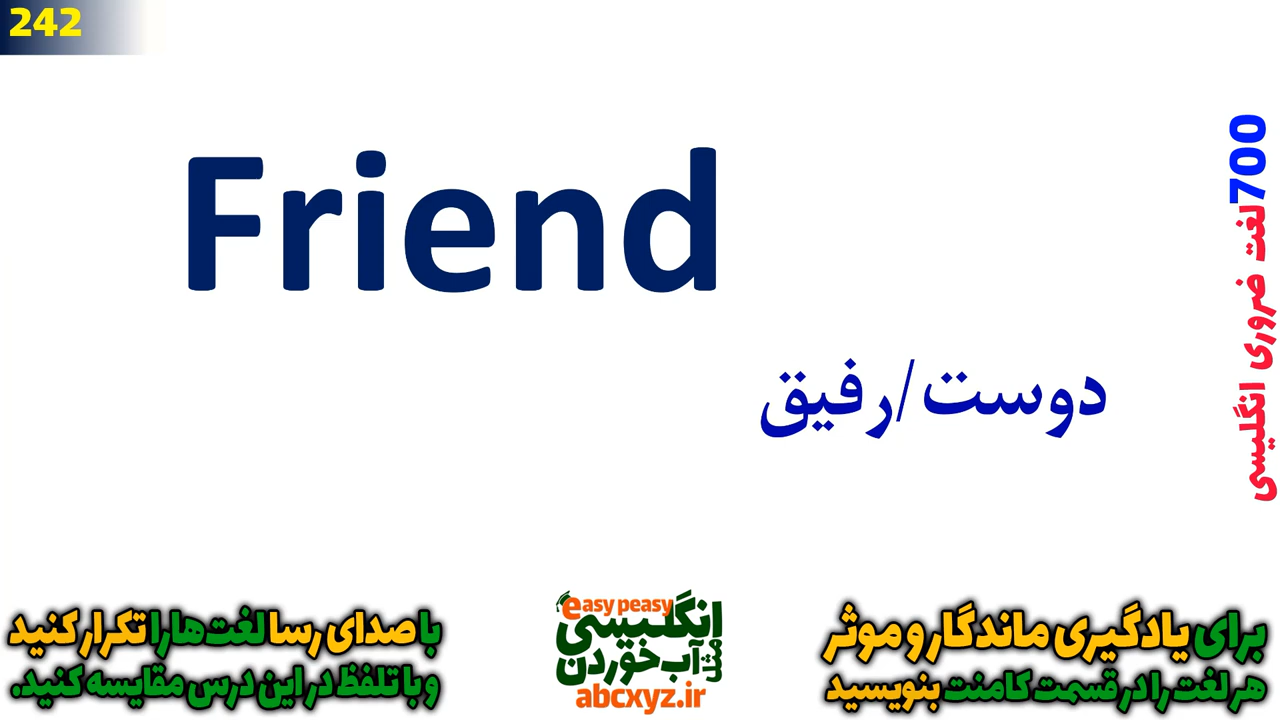 242
Friend
دوست/رفیق
700 لغت ضروری انگلیسی
برای یادگیری ماندگار و موثر
هر لغت را در قسمت کامنت بنویسید
easy peasy
انگلیسی
مثل آب خوردن
abcxyz.ir
با صدای رسا لغت‌ها را تکرار کنید
و با تلفظ در این درس مقایسه کنید.